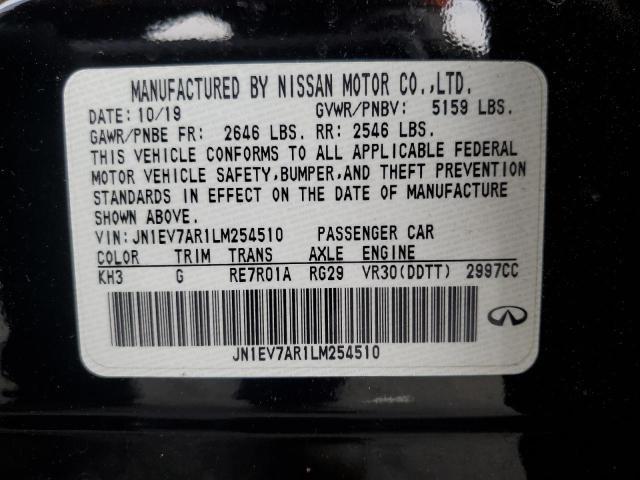 MANUFACTURED BY NISSAN MOTOR CO.,LTD.
DATE: 10/19 GVWR/PNBV: 5159 LBS.
GAWR/PNBE FR: 2646 LBS. RR: 2546 LBS.
THIS VEHICLE CONFORMS TO ALL APPLICABLE FEDERAL
MOTOR VEHICLE SAFETY,BUMPER,AND THEFT PREVENTION
STANDARDS IN EFFECT ON THE DATE OF MANUFACTURE
SHOWN ABOVE.
VIN:JN1EV7AR1LM254510 PASSENGER CAR
COLOR TRIM TRANS AXLE ENGINE
KH3 G RE7R01A RG29 VR30(DDTT) 2997CC
JN1EV7AR1LM254510